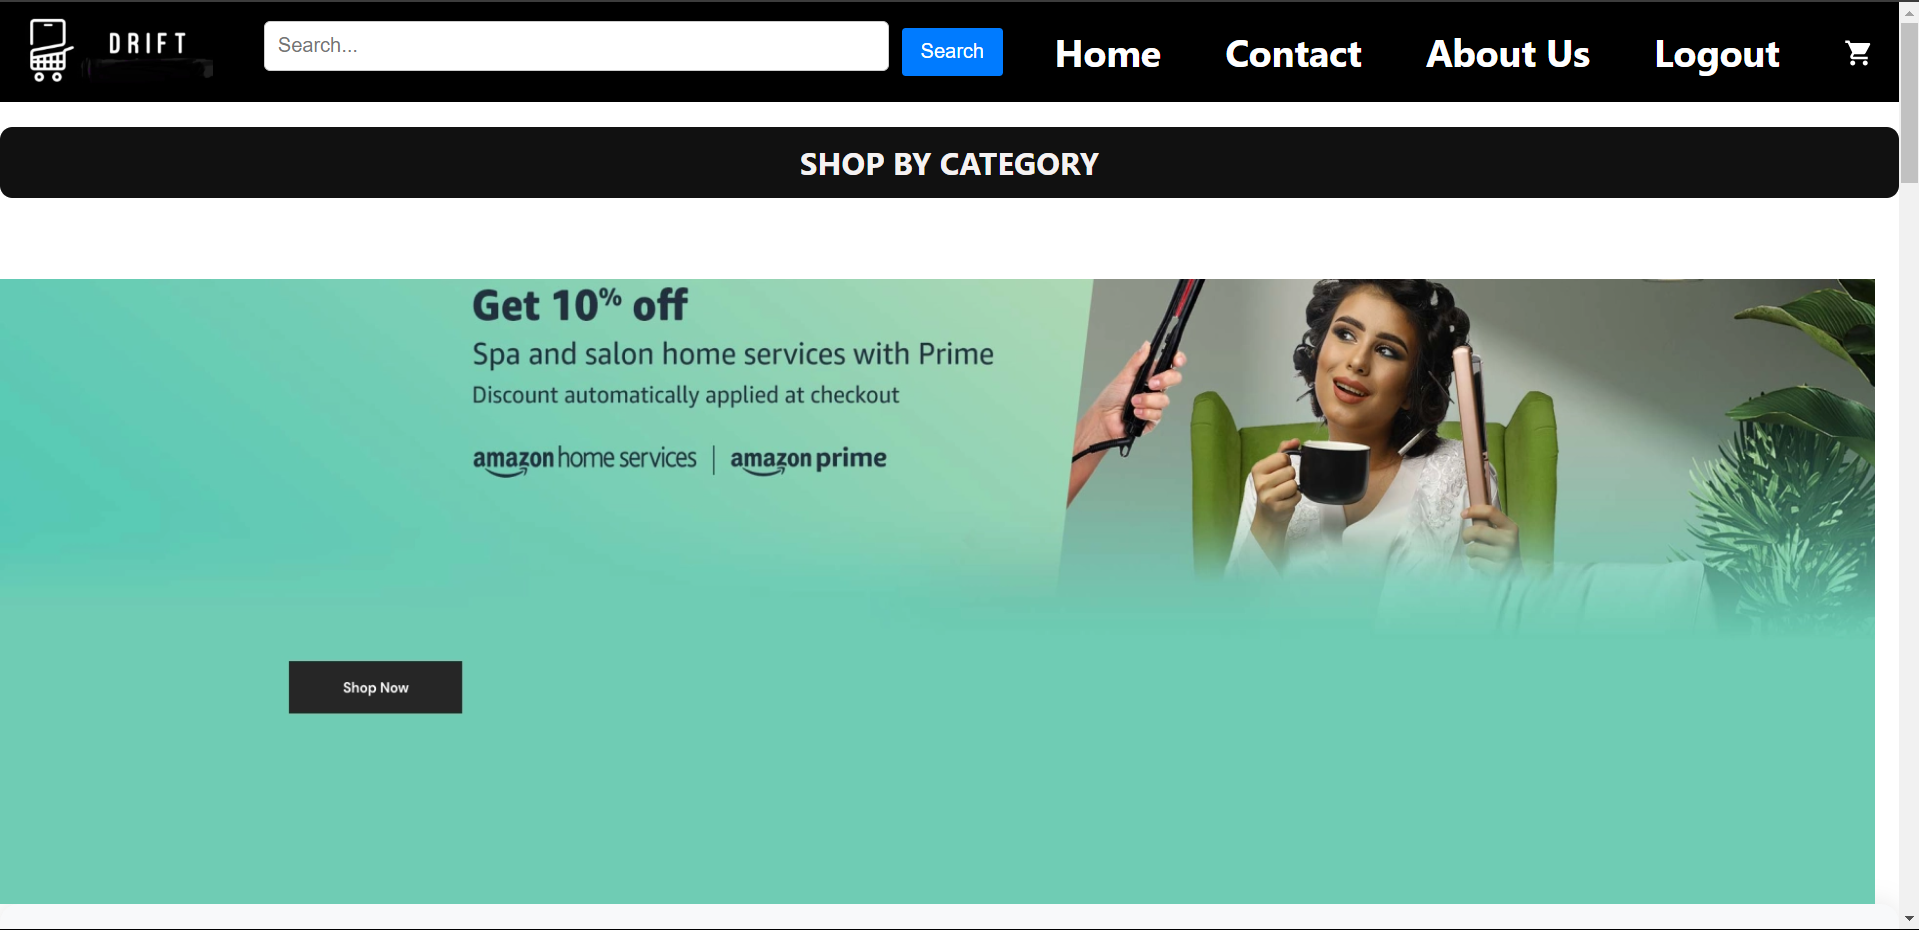 DRIFT
Search...
Search
Home
Contact
About Us
Logout
SHOP BY CATEGORY
Get 10% off
Spa and salon home services with Prime
Discount automatically applied at checkout
amazon home services | amazon prime
Shop Now